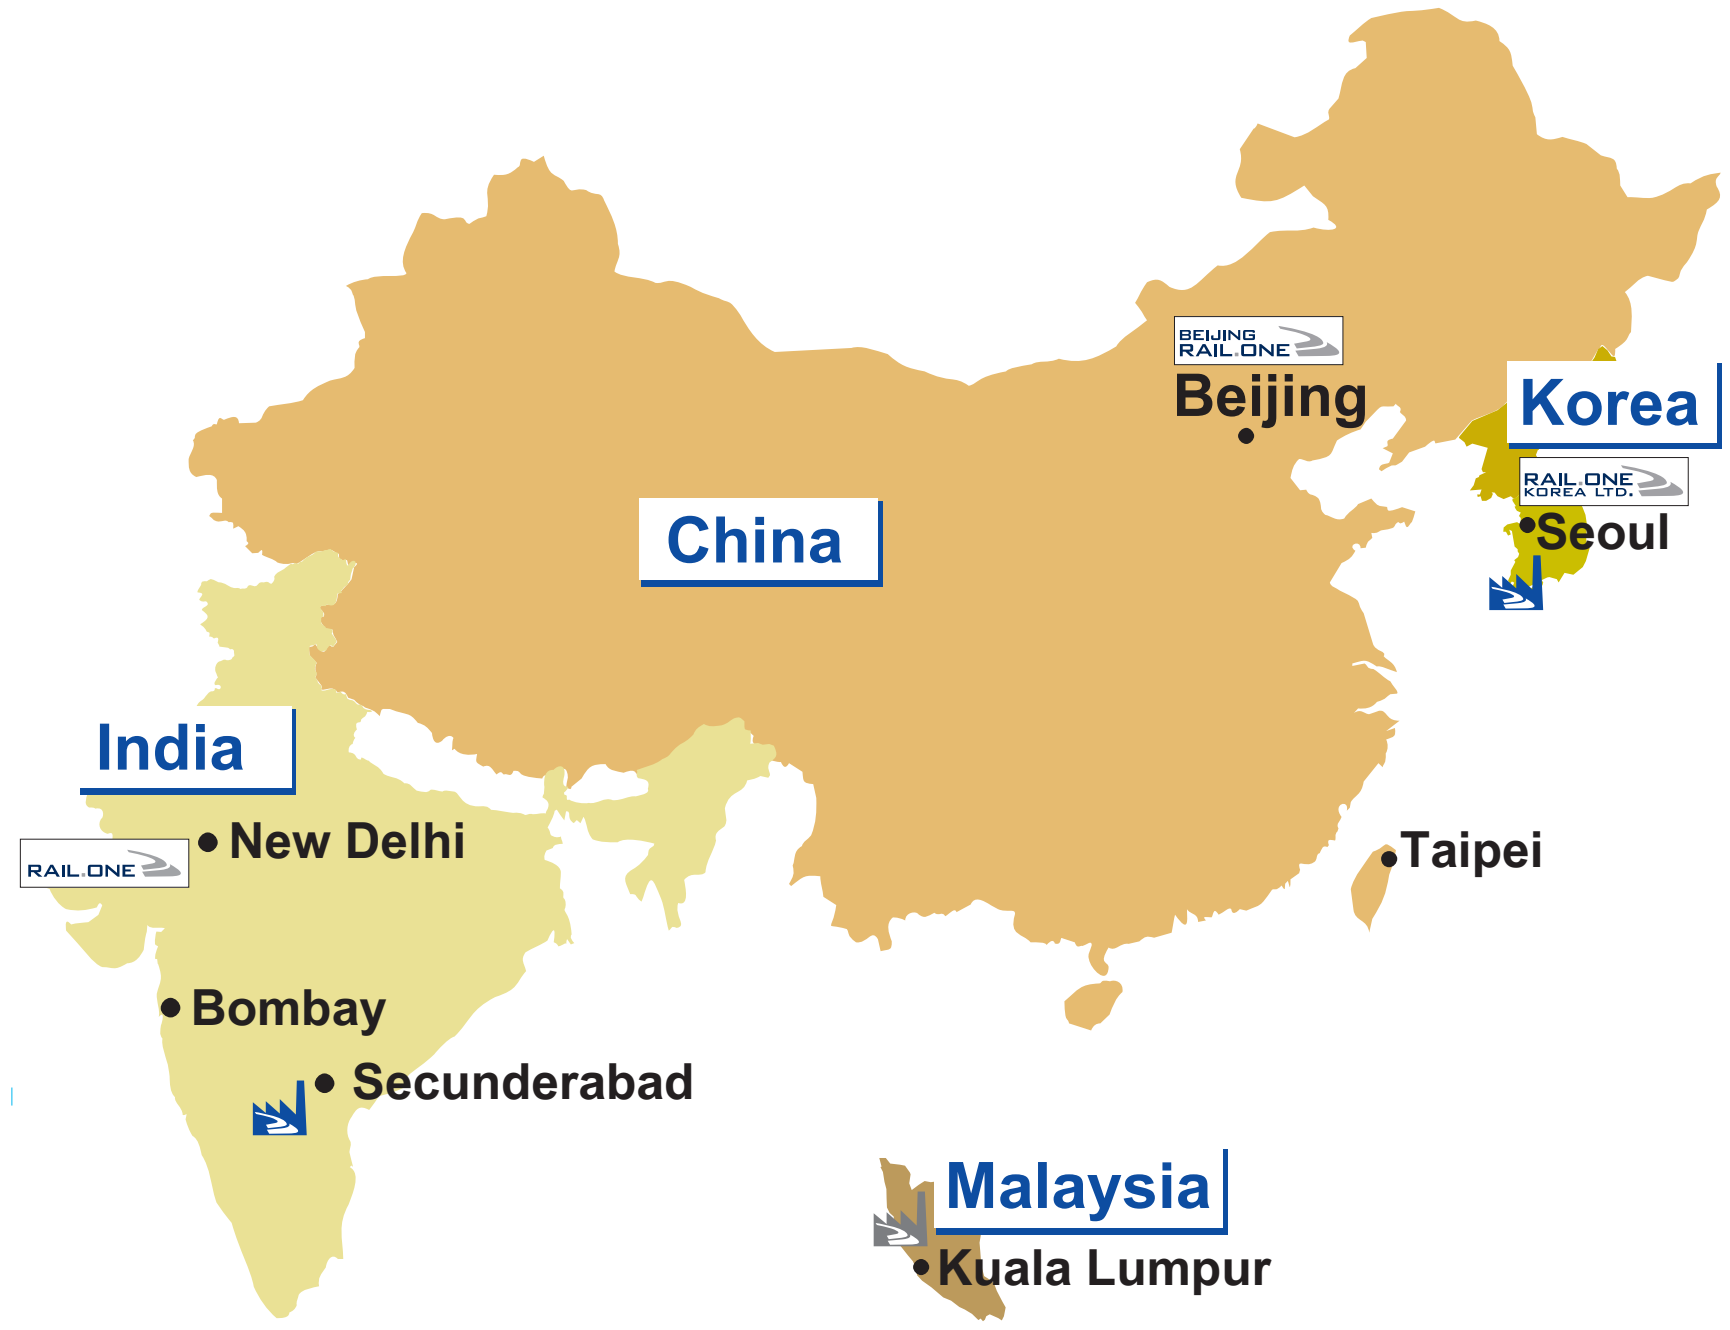 BEIJING
RAIL.ONE
Beijing
Korea
RAIL.ONE
KOREA LTD.
Seoul
China
India
New Delhi
RAIL.ONE
Taipei
Bombay
Secunderabad
Malaysia
Kuala Lumpur